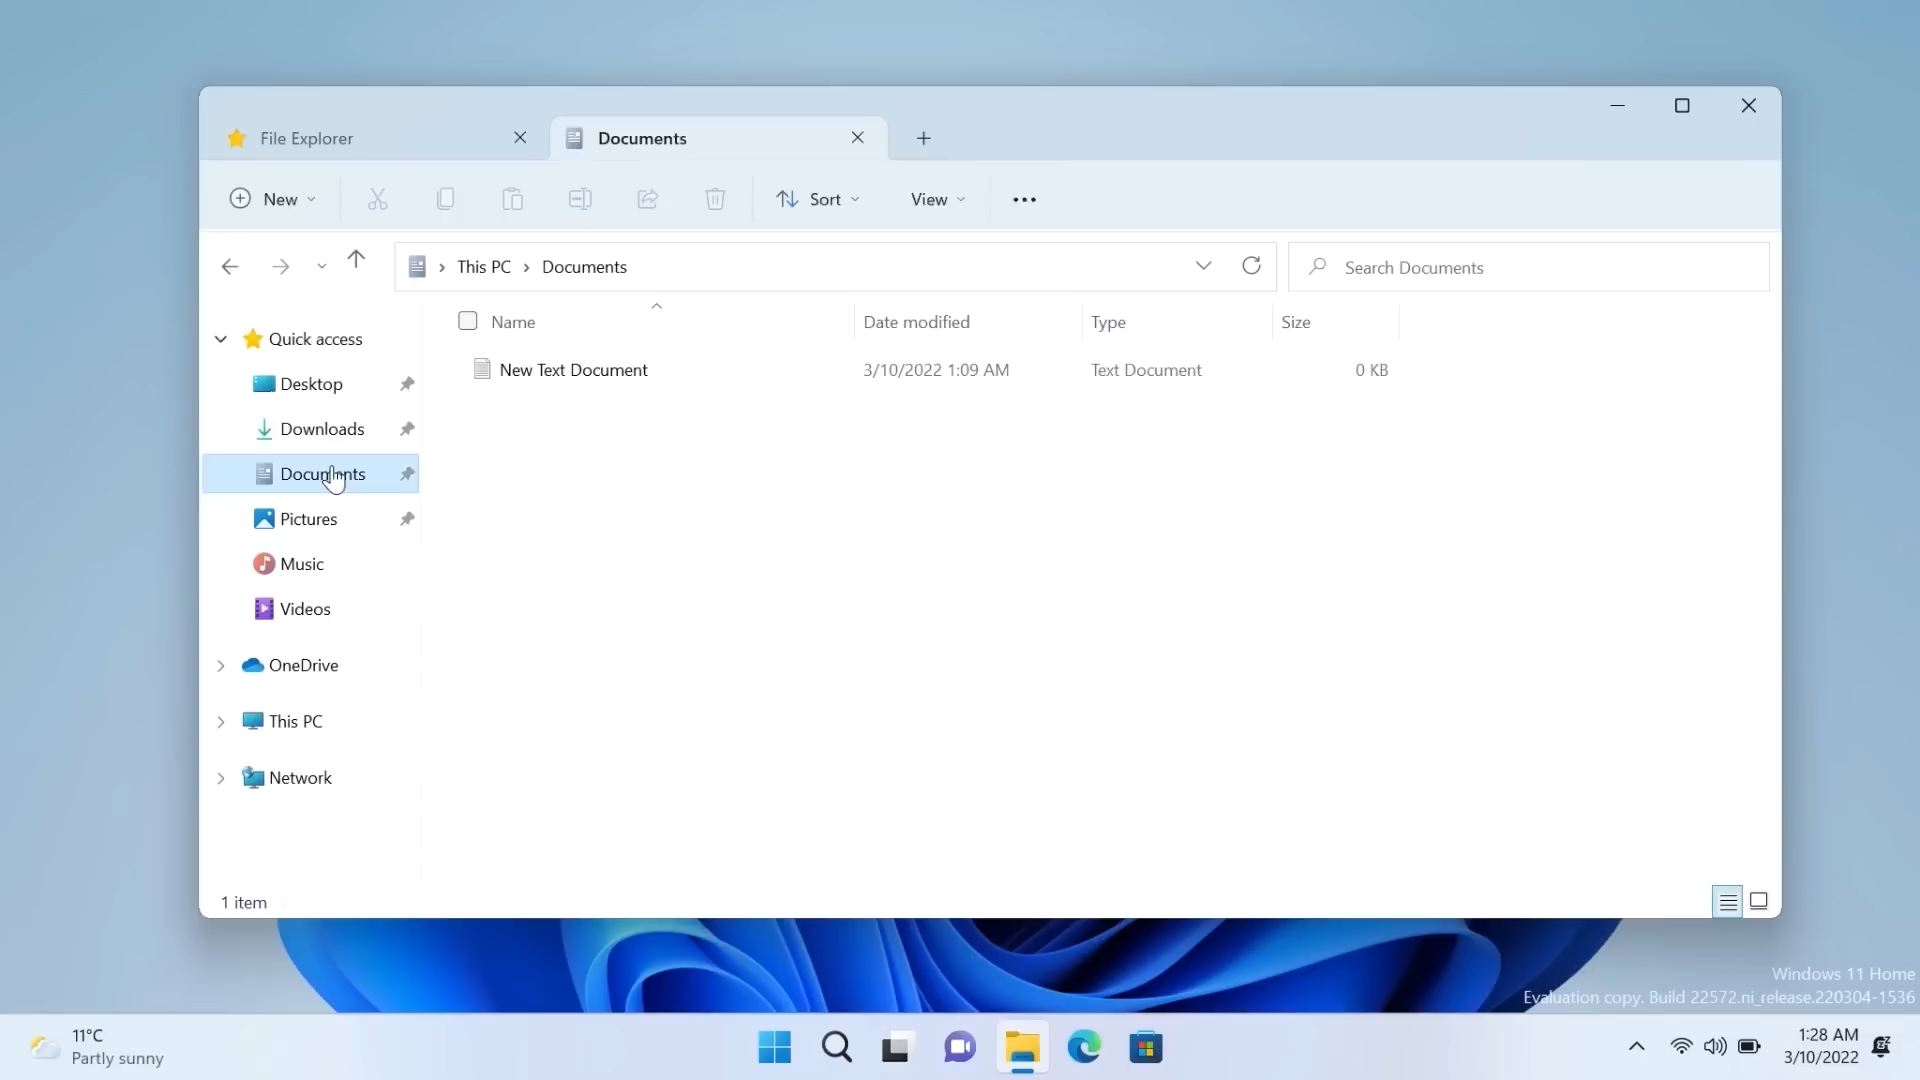 File Explorer
Documents
New
Sort
View
This PC
Documents
Search Documents
Name
Date modified
Type
Size
Quick access
New Text Document
3/10/2022 1:09 AM
Text Document
0 KB
Desktop
Downloads
Documents
Pictures
Music
Videos
OneDrive
This PC
Network
1 item
Windows 11 Home
Evaluation copy. Build 22572.ni_release.220304-1536
11°C
Partly sunny
1:28 AM
3/10/2022